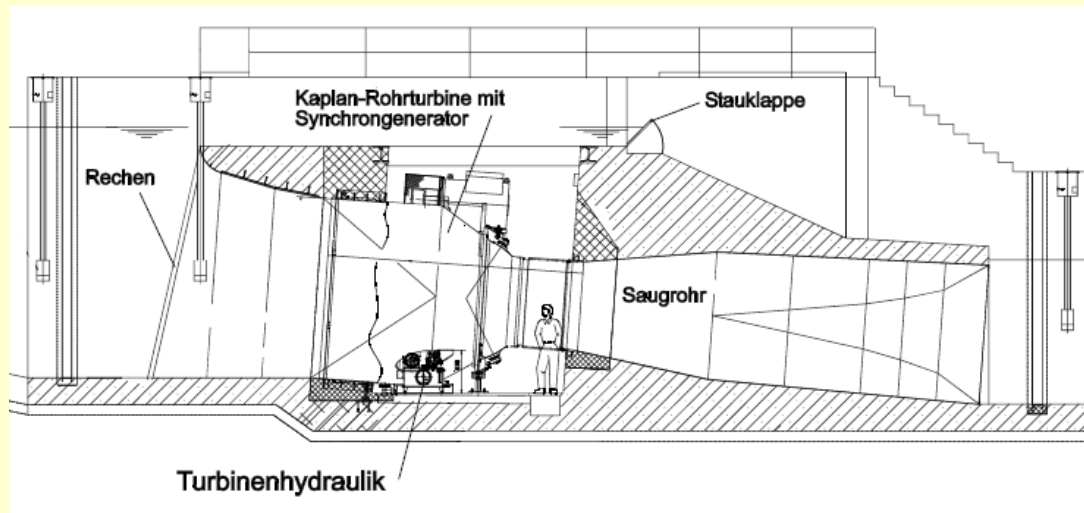 Kaplan-Rohrturbine mit
Synchrongenerator
Stauklappe
Rechen
Saugrohr
Turbinenhydraulik